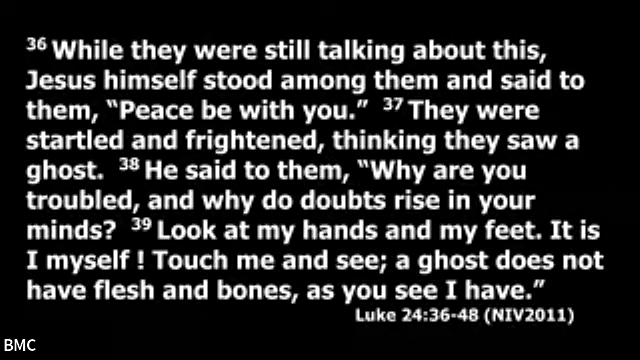 36 While they were still talking about this,
Jesus himself stood among them and said to
them, “Peace be with you.” 37 They were
startled and frightened, thinking they saw a
ghost. 38 He said to them, “Why are you
troubled, and why do doubts rise in your
minds? 39 Look at my hands and my feet. It is
I myself ! Touch me and see; a ghost does not
have flesh and bones, as you see I have.”
Luke 24:36-48 (NIV2011)
BMC